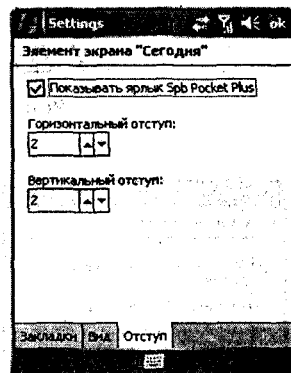 Settings ok
Элемент экрана "Сегодня"
Показывать ярлык Spb Pocket Plus
Горизонтальный отступ:
2
Вертикальный отступ:
2
Закладки Вид Отступ